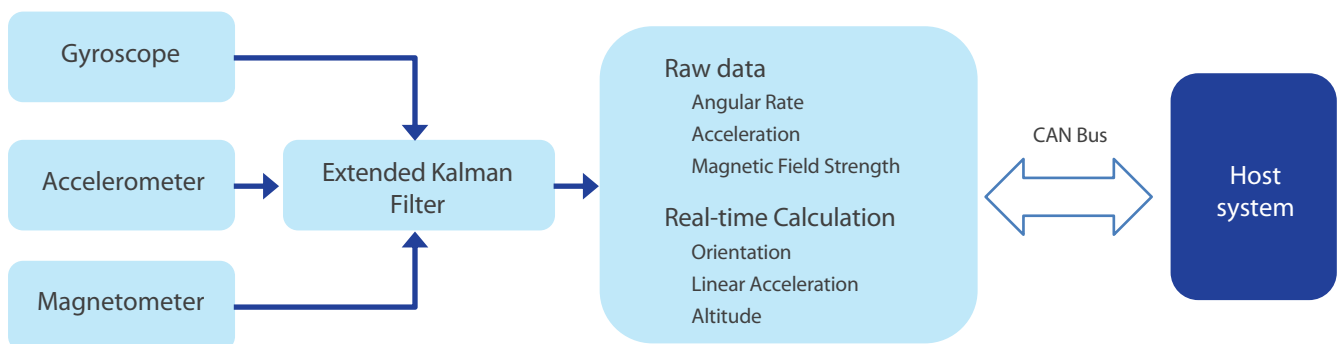 Gyroscope
Accelerometer
Magnetometer
Extended Kalman
Filter
Raw data
Angular Rate
Acceleration
Magnetic Field Strength
Real-time Calculation
Orientation
Linear Acceleration
Altitude
CAN Bus
Host
system